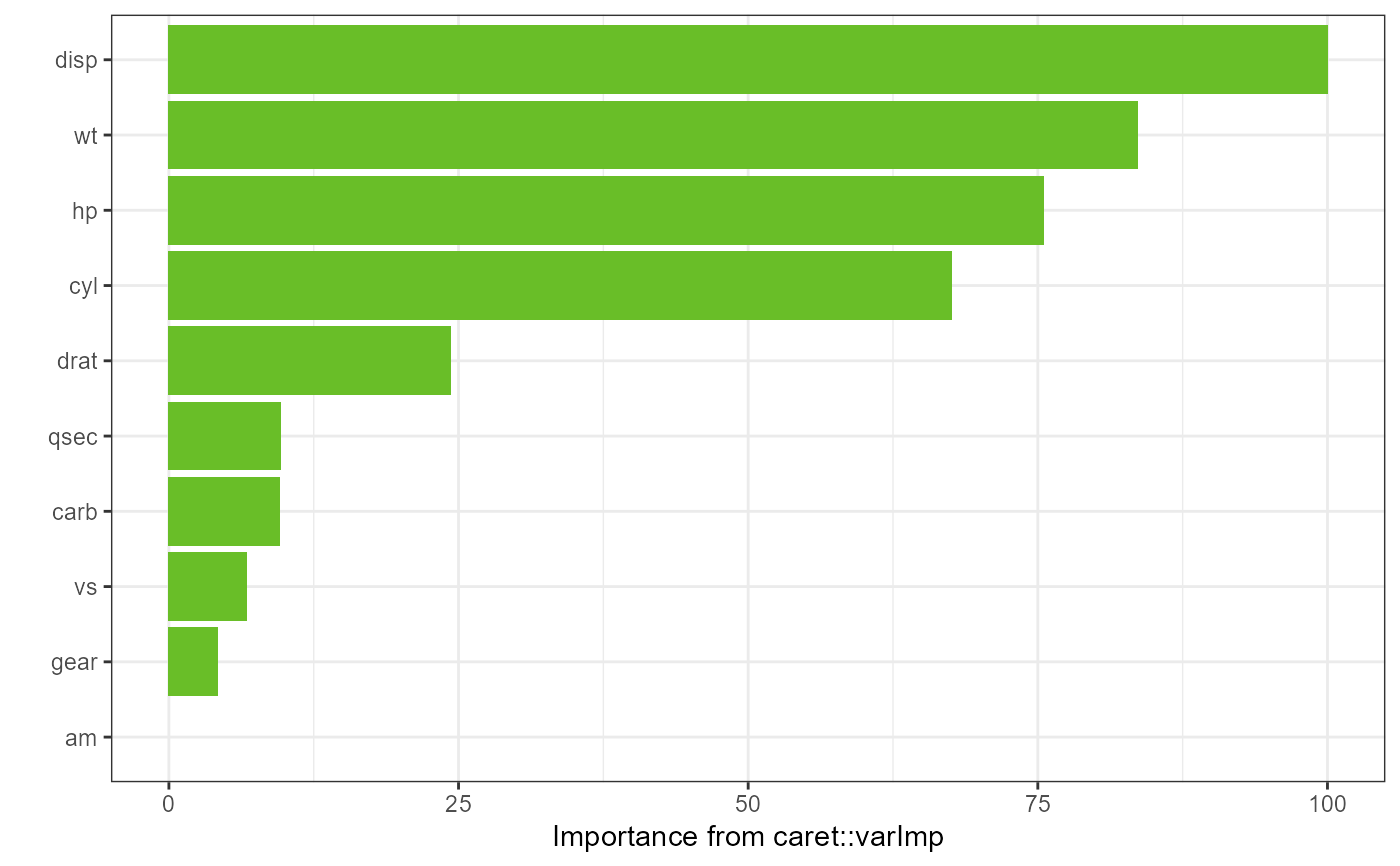 disp
wt
hp
cyl
drat
qsec
carb
vs
gear
am
0 25 50 75 100
Importance from caret::varImp